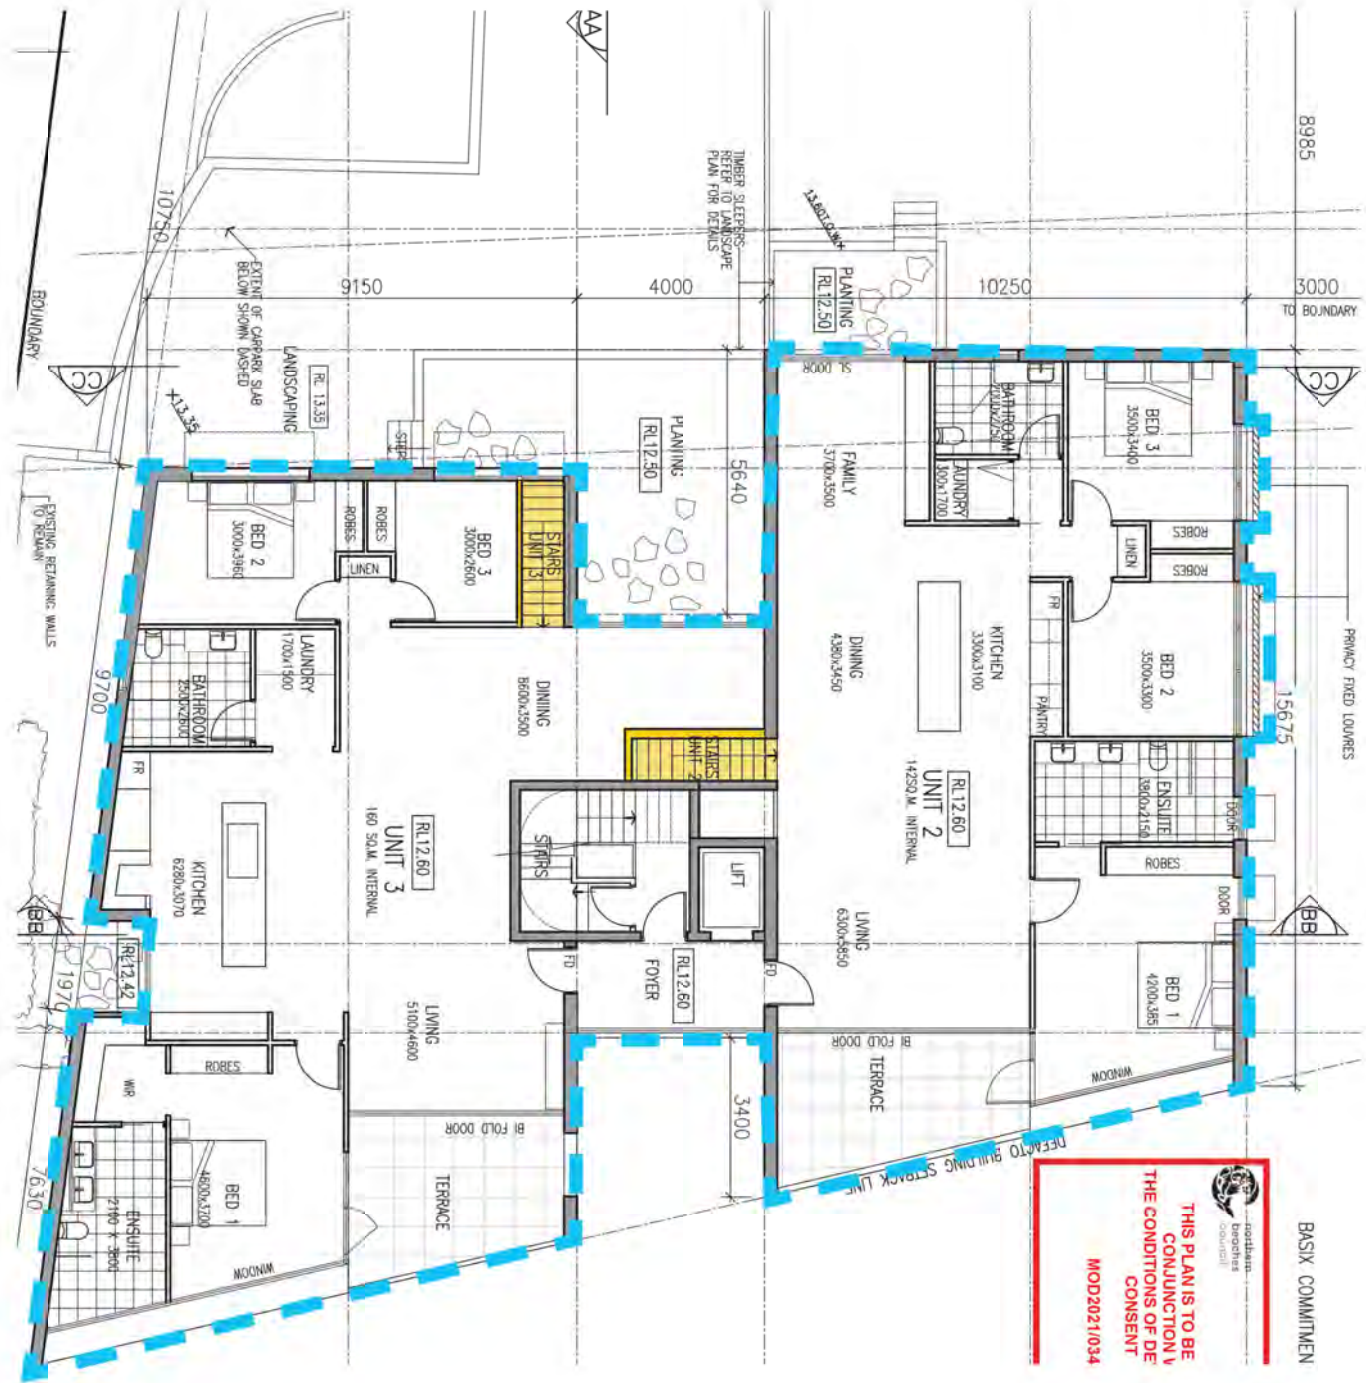 AA
8985
TIMBER SLEEPERS
REFER TO LANDSCAPE
PLAN FOR DETAILS
10750
EXTENT OF CARPARK SLAB
BELOW SHOWN DASHED
BOUNDARY
9150
4000
10250
3000
TO BOUNDARY
PLANTING
RL12.50
CC
CC
LANDSCAPING
RL 13.35
+13.35
PLANTING
RL12.50
5640
SL DOOR
FAMILY
3700x3500
BATHROOM
BED 3
3500x3400
LAUNDRY
ROBES
ROBES
LINEN
EXISTING RETAINING WALLS
TO REMAIN
BED 2
3000x3960
ROBES
ROBES
LINEN
BED 3
3000x2600
STAIRS
UNIT 3
FR
PANTRY
KITCHEN
3300x3100
DINING
4380x3450
BED 2
3500x3300
PRIVACY FIXED LOUVRES
15675
9700
LAUNDRY
1700x1500
BATHROOM
2500x2600
DINING
8600x3500
STAIRS
UNIT 2
RL12.60
UNIT 2
142SQ.M. INTERNAL
ENSUITE
3800x2150
DOOR
ROBES
DOOR
FR
KITCHEN
6280x3070
RL12.60
UNIT 3
160 SQ.M. INTERNAL
STAIRS
LIFT
LIVING
6300x5850
BB
BB
RL12.42
1970
FD
FOYER
RL12.60
FD
BED 1
LIVING
5100x4600
BI FOLD DOOR
TERRACE
WINDOW
ROBES
WIR
BI FOLD DOOR
TERRACE
3400
DEFACTO BUILDING SETBACK LINE
7630
ENSUITE
2100 x 3800
BED 1
4600x3700
WINDOW
northern
beaches
council
THIS PLAN IS TO BE
CONJUNCTION
THE CONDITIONS OF DE
CONSENT
MOD2021/034
BASIX COMMITMEN